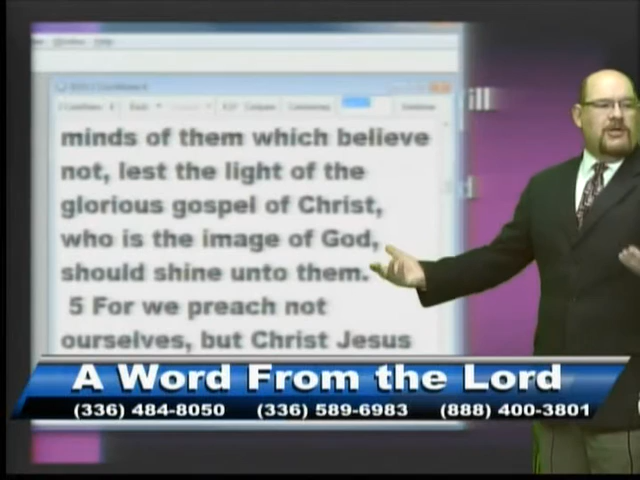 minds of them which believe
not, lest the light of the
glorious gospel of Christ,
who is the image of God,
should shine unto them.
5 For we preach not
ourselves, but Christ Jesus
A Word From the Lord
(336) 484-8050 (336) 589-6983 (888) 400-3801